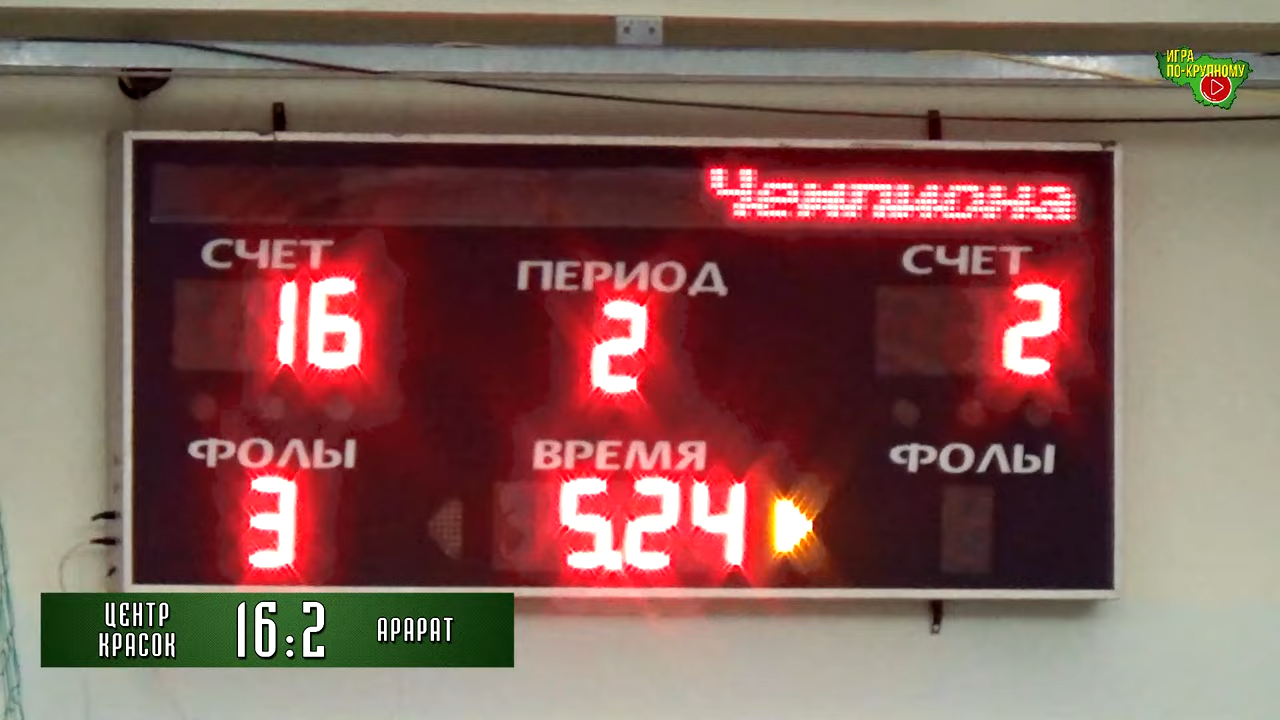 ИГРА
ПО-КРУПНОМУ
Чемпиона
СЧЕТ ПЕРИОД СЧЕТ
16 2 2
ФОЛЫ ВРЕМЯ ФОЛЫ
3 5.24
ЦЕНТР
КРАСОК 16:2 АРАРАТ